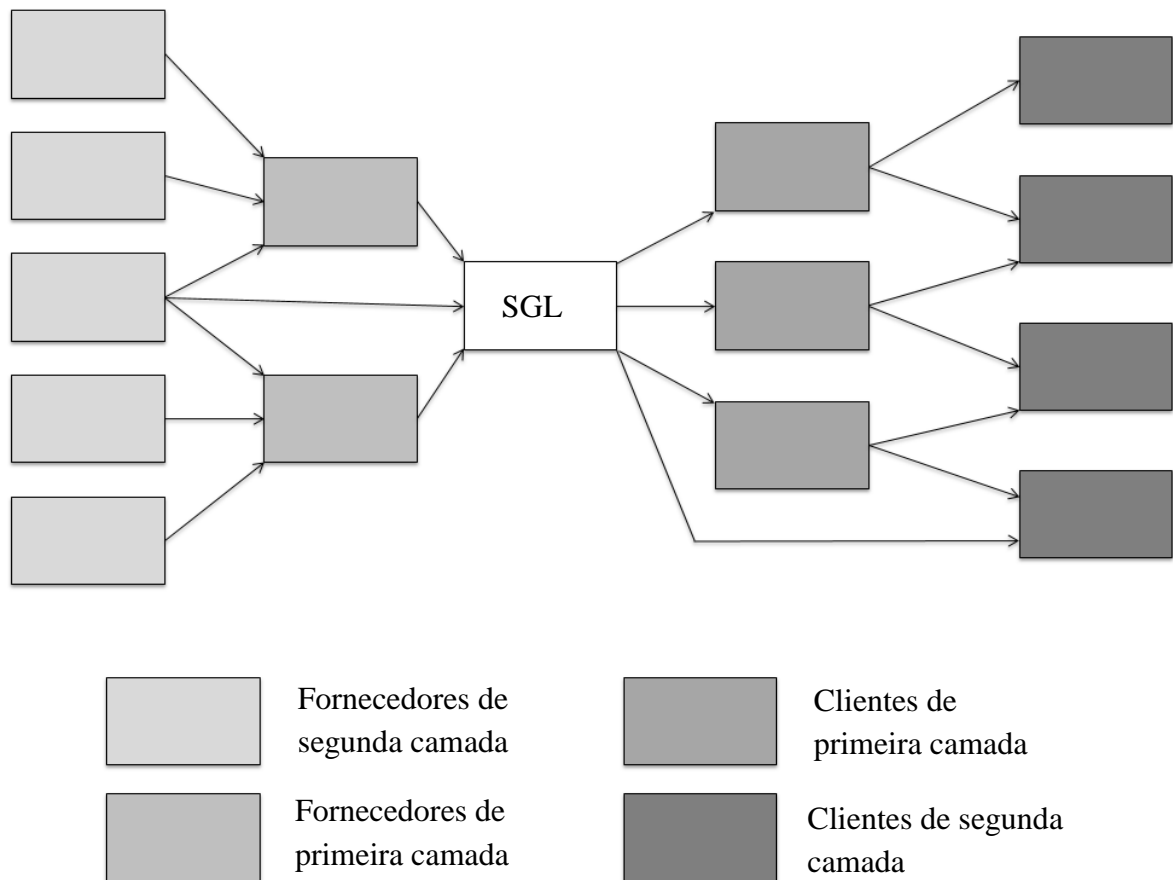 SGL
Fornecedores de
segunda camada
Clientes de
primeira camada
Fornecedores de
primeira camada
Clientes de segunda
camada